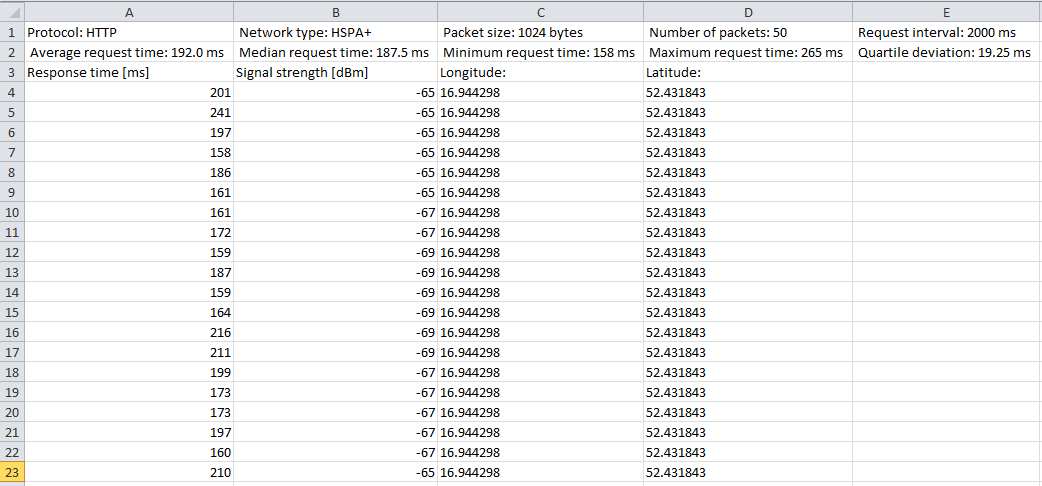 A B C D E
1 Protocol: HTTP Network type: HSPA+ Packet size: 1024 bytes Number of packets: 50 Request interval: 2000 ms
2 Average request time: 192.0 ms Median request time: 187.5 ms Minimum request time: 158 ms Maximum request time: 265 ms Quartile deviation: 19.25 ms
3 Response time [ms] Signal strength [dBm] Longitude: Latitude:
4 201 -65 16.944298 52.431843
5 241 -65 16.944298 52.431843
6 197 -65 16.944298 52.431843
7 158 -65 16.944298 52.431843
8 186 -65 16.944298 52.431843
9 161 -65 16.944298 52.431843
10 161 -67 16.944298 52.431843
11 172 -67 16.944298 52.431843
12 159 -69 16.944298 52.431843
13 187 -69 16.944298 52.431843
14 159 -69 16.944298 52.431843
15 164 -69 16.944298 52.431843
16 216 -69 16.944298 52.431843
17 211 -69 16.944298 52.431843
18 199 -67 16.944298 52.431843
19 173 -67 16.944298 52.431843
20 173 -67 16.944298 52.431843
21 197 -67 16.944298 52.431843
22 160 -67 16.944298 52.431843
23 210 -65 16.944298 52.431843